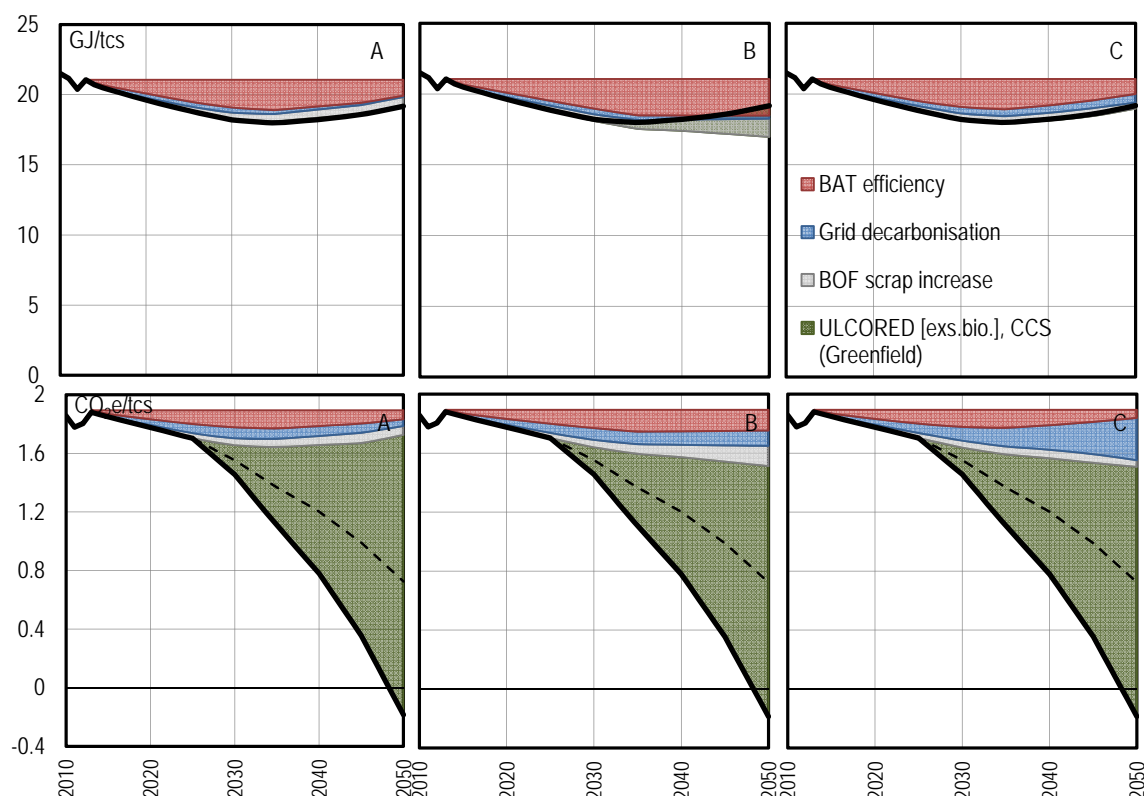 25
20
15
10
5
0
GJ/tcs
A
B
C
BAT efficiency
Grid decarbonisation
BOF scrap increase
ULCORED [exs.bio.], CCS
(Greenfield)
2
1.6
1.2
0.8
0.4
0
-0.4
CO₂e/tcs
A
B
C
2010
2020
2030
2040
2050
2010
2020
2030
2040
2050
2010
2020
2030
2040
2050